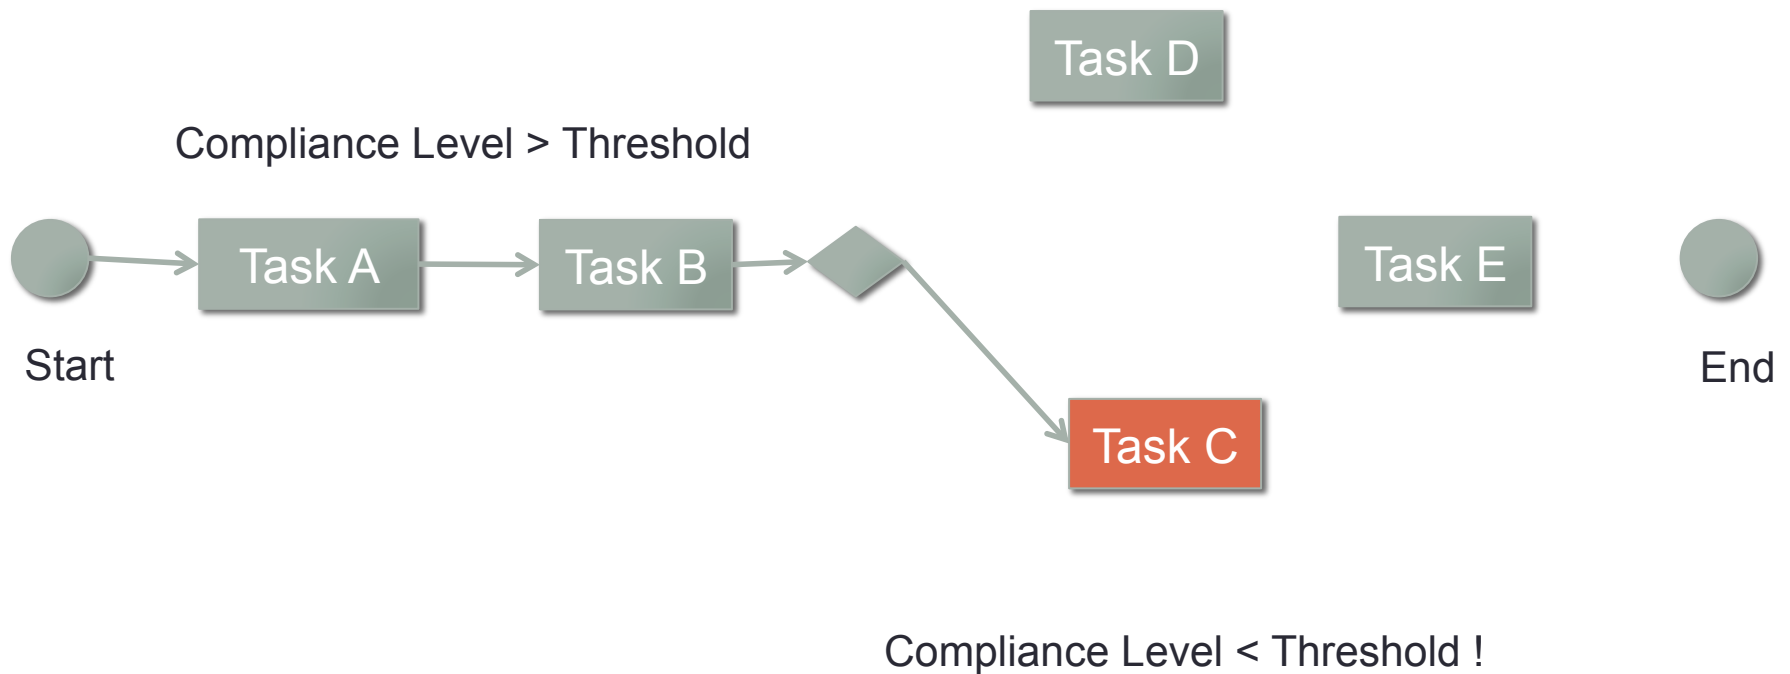 Task D
Compliance Level > Threshold
Task A
Task B
Task E
Start
End
Task C
Compliance Level < Threshold !